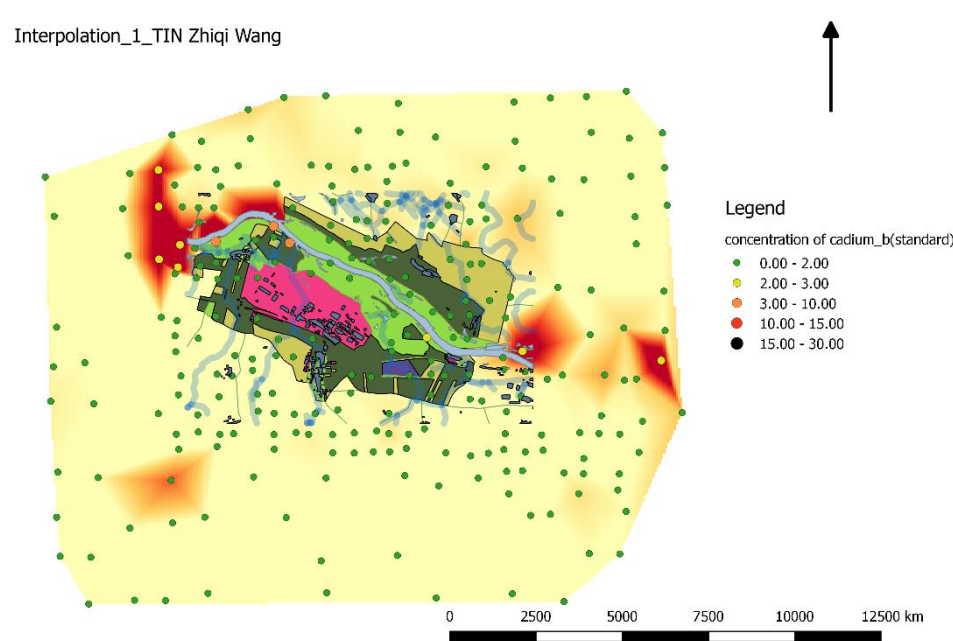 Interpolation_1_TIN Zhiqi Wang
Legend
concentration of cadium_b(standard)
0.00 - 2.00
2.00 - 3.00
3.00 - 10.00
10.00 - 15.00
15.00 - 30.00
0 2500 5000 7500 10000 12500 km